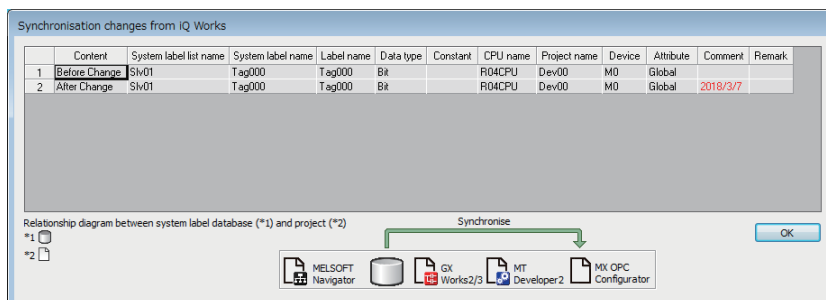 Synchronisation changes from iQ Works
Content System label list name System label name Label name Data type Constant CPU name Project name Device Attribute Comment Remark
1 Before Change Slv01 Tag000 Tag000 Bit R04CPU Dev00 M0 Global
2 After Change Slv01 Tag000 Tag000 Bit R04CPU Dev00 M0 Global 2018/3/7
Relationship diagram between system label database (*1) and project (*2)
Synchronise
*1
OK
*2
MELSOFT Navigator
GX Works2/3
MT Developer2
MX OPC Configurator